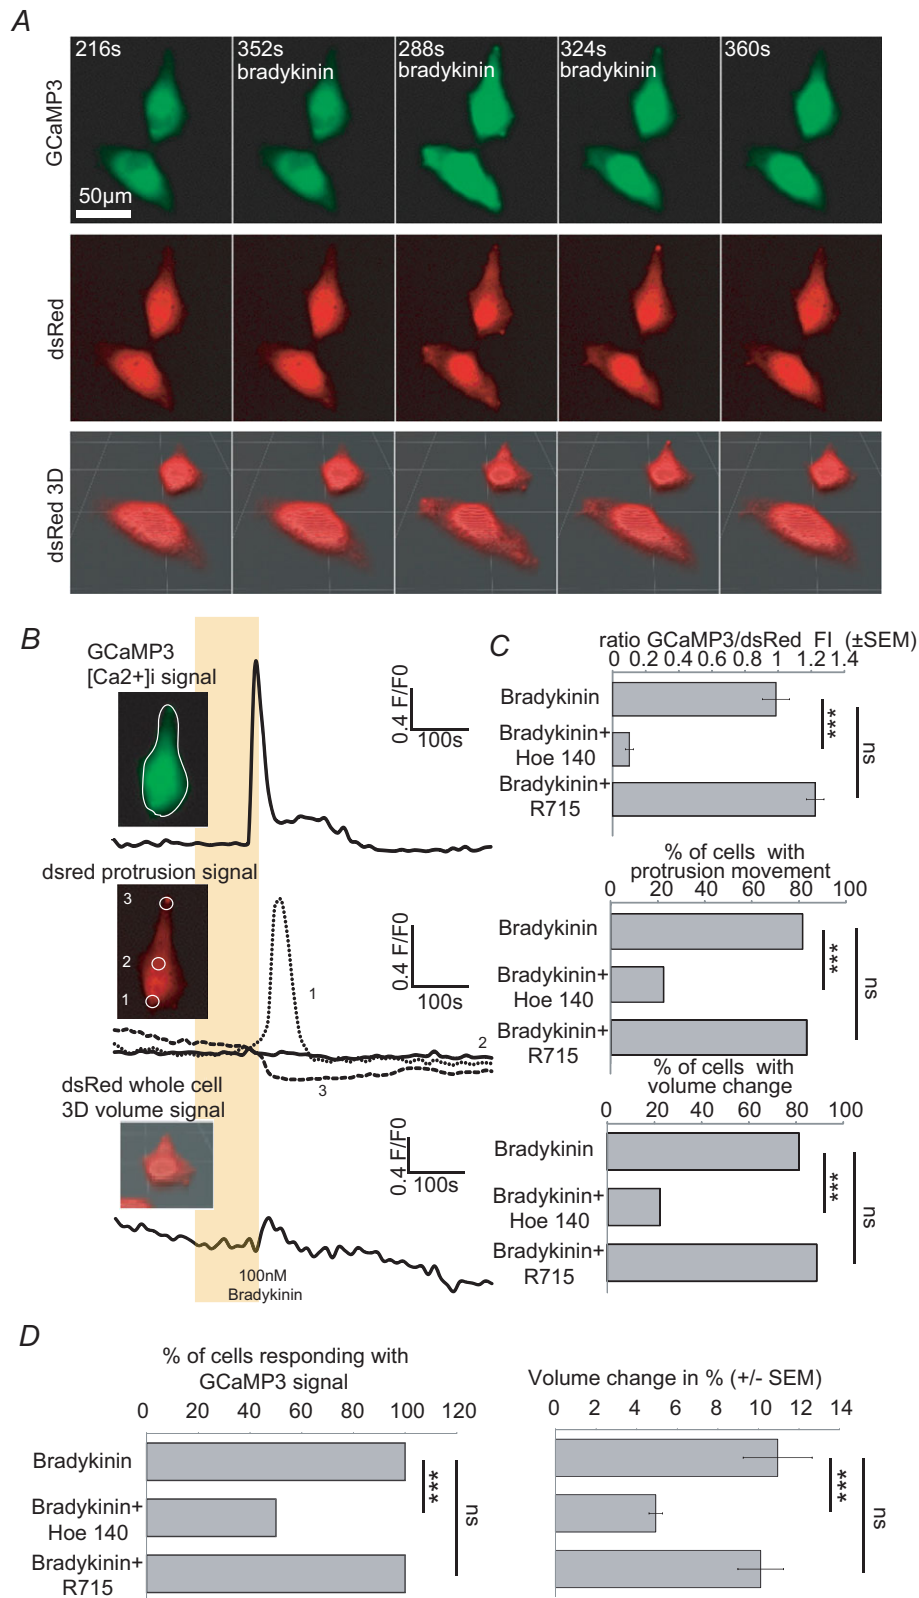 A
216s
352s
bradykinin
288s
bradykinin
324s
bradykinin
360s
GCaMP3
50µm
dsRed
dsRed 3D
B
GCaMP3
[Ca2+]i signal
0.4 F/F0
100s
dsred protrusion signal
3
2
1
0.4 F/F0
100s
1
2
3
dsRed whole cell
3D volume signal
0.4 F/F0
100s
100nM
Bradykinin
C
ratio GCaMP3/dsRed FI (±SEM)
0 0.2 0.4 0.6 0.8 1 1.2 1.4
Bradykinin
Bradykinin+
Hoe 140
Bradykinin+
R715
***
ns
% of cells with
protrusion movement
0 20 40 60 80 100
Bradykinin
Bradykinin+
Hoe 140
Bradykinin+
R715
***
ns
% of cells with
volume change
0 20 40 60 80 100
Bradykinin
Bradykinin+
Hoe 140
Bradykinin+
R715
***
ns
D
% of cells responding with
GCaMP3 signal
0 20 40 60 80 100 120
Bradykinin
Bradykinin+
Hoe 140
Bradykinin+
R715
***
ns
Volume change in % (+/- SEM)
0 2 4 6 8 10 12 14
***
ns